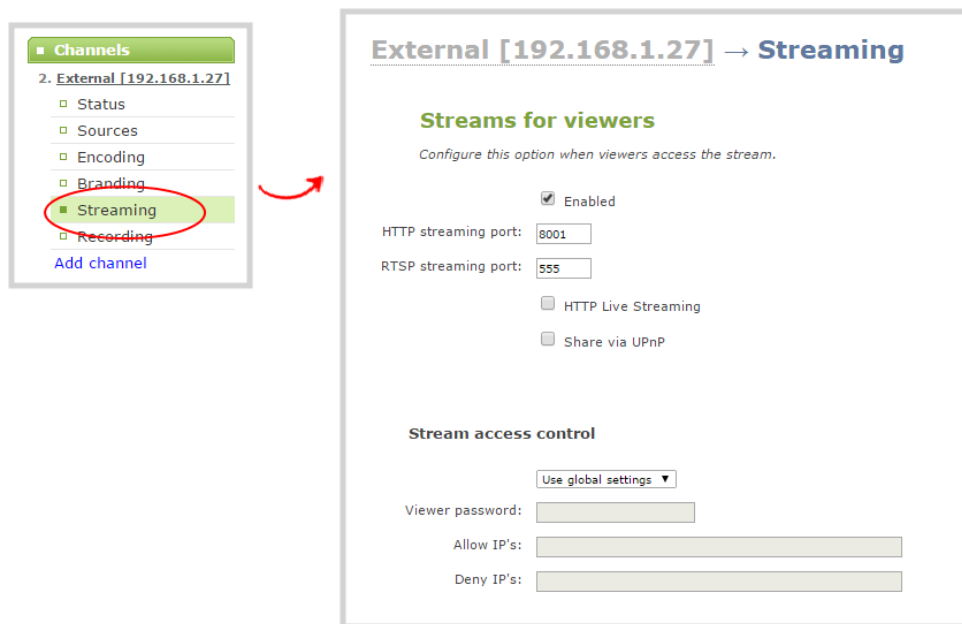 Channels
2. External [192.168.1.27]
Status
Sources
Encoding
Branding
Streaming
Recording
Add channel
External [192.168.1.27] → Streaming
Streams for viewers
Configure this option when viewers access the stream.
Enabled
HTTP streaming port: 8001
RTSP streaming port: 555
HTTP Live Streaming
Share via UPnP
Stream access control
Use global settings ▼
Viewer password:
Allow IP's:
Deny IP's: